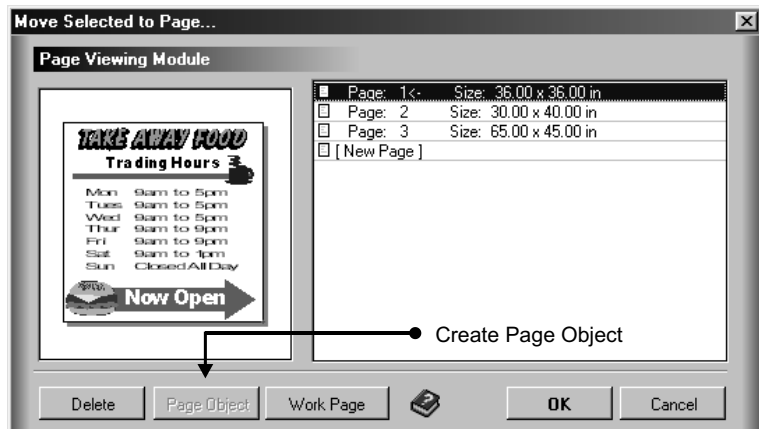 Move Selected to Page...
Page Viewing Module
TAKE AWAY FOOD
Trading Hours
Mon 9am to 5pm
Tues 9am to 5pm
Wed 9am to 5pm
Thur 9am to 9pm
Fri 9am to 9pm
Sat 9am to 1pm
Sun Closed All Day
Now Open
Page: 1<- Size: 36.00 x 36.00 in
Page: 2 Size: 30.00 x 40.00 in
Page: 3 Size: 65.00 x 45.00 in
[ New Page ]
Create Page Object
Delete Page Object Work Page OK Cancel